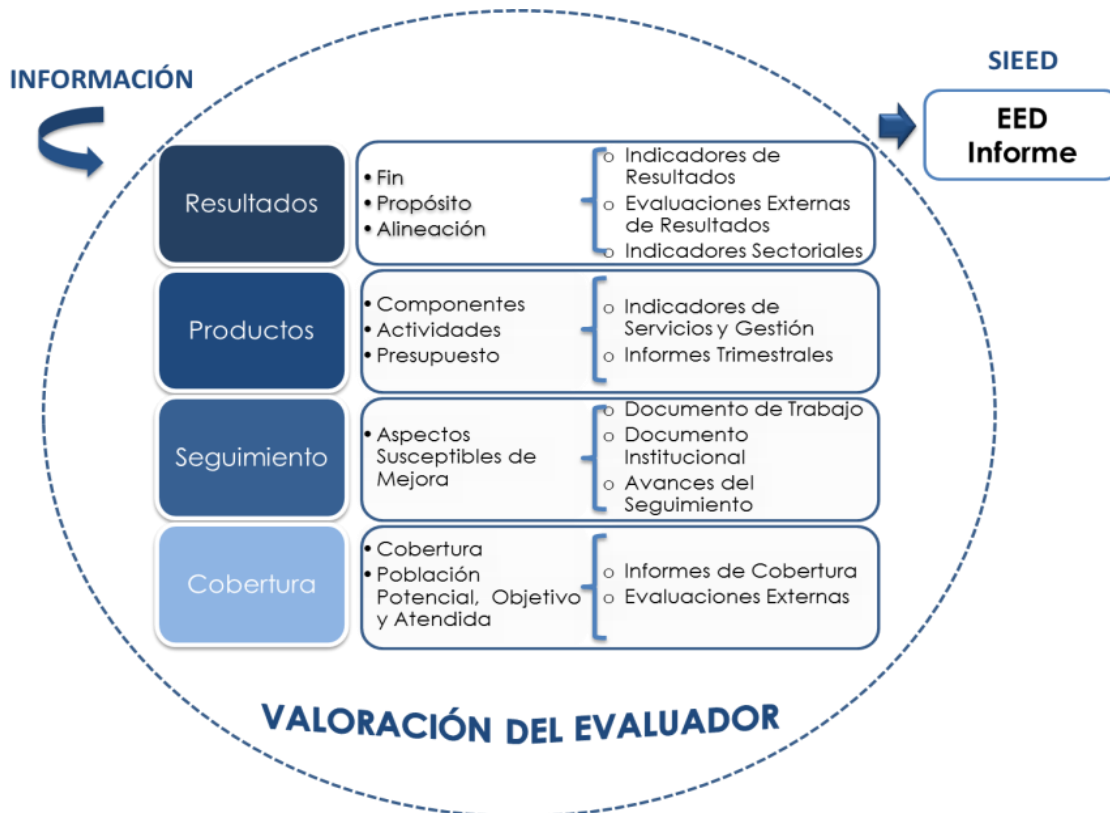 INFORMACIÓN
SIEED
EED
Informe
Resultados
• Fin
• Propósito
• Alineación
o Indicadores de
Resultados
o Evaluaciones Externas
de Resultados
o Indicadores Sectoriales
Productos
• Componentes
• Actividades
• Presupuesto
o Indicadores de
Servicios y Gestión
o Informes Trimestrales
Seguimiento
• Aspectos
Susceptibles de
Mejora
o Documento de Trabajo
o Documento
Institucional
o Avances del
Seguimiento
Cobertura
• Cobertura
• Población
Potencial, Objetivo
y Atendida
o Informes de Cobertura
o Evaluaciones Externas
VALORACIÓN DEL EVALUADOR